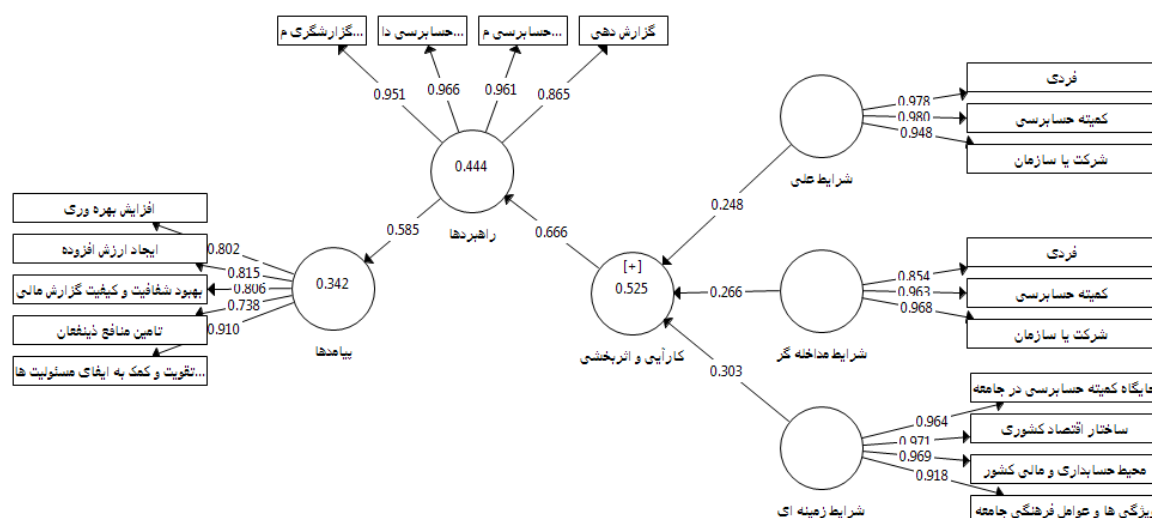 گزارشگری م...
حسابرسی دا...
حسابرسی م...
گزارش دهی
0.951
0.966
0.961
0.865
0.444
راهبردها
فردی
کمیته حسابرسی
شرکت یا سازمان
0.978
0.980
0.948
شرایط علی
0.248
0.666
0.585
افزایش بهره وری
ایجاد ارزش افزوده
بهبود شفافیت و کیفیت گزارش مالی
تامین منافع ذینفعان
تقویت و کمک به ایفای مسئولیت ها...
0.802
0.815
0.806
0.738
0.910
0.342
پیامدها
[+]
0.525
کارآیی و اثربخشی
0.266
فردی
کمیته حسابرسی
شرکت یا سازمان
0.854
0.963
0.968
شرایط مداخله گر
0.303
جایگاه کمیته حسابرسی در جامعه
ساختار اقتصاد کشوری
محیط حسابداری و مالی کشور
ویژگی ها و عوامل فرهنگی جامعه
0.964
0.971
0.969
0.918
شرایط زمینه ای